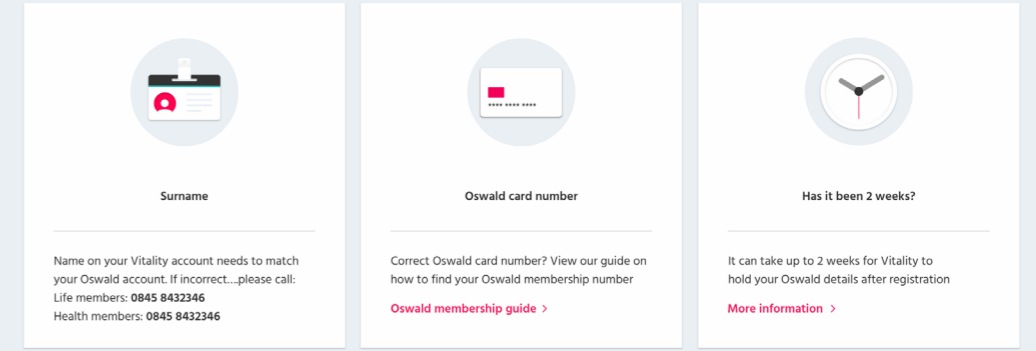 Surname
Name on your Vitality account needs to match
your Oswald account. If incorrect....please call:
Life members: 0845 8432346
Health members: 0845 8432346
Oswald card number
Correct Oswald card number? View our guide on
how to find your Oswald membership number
Oswald membership guide >
Has it been 2 weeks?
It can take up to 2 weeks for Vitality to
hold your Oswald details after registration
More information >